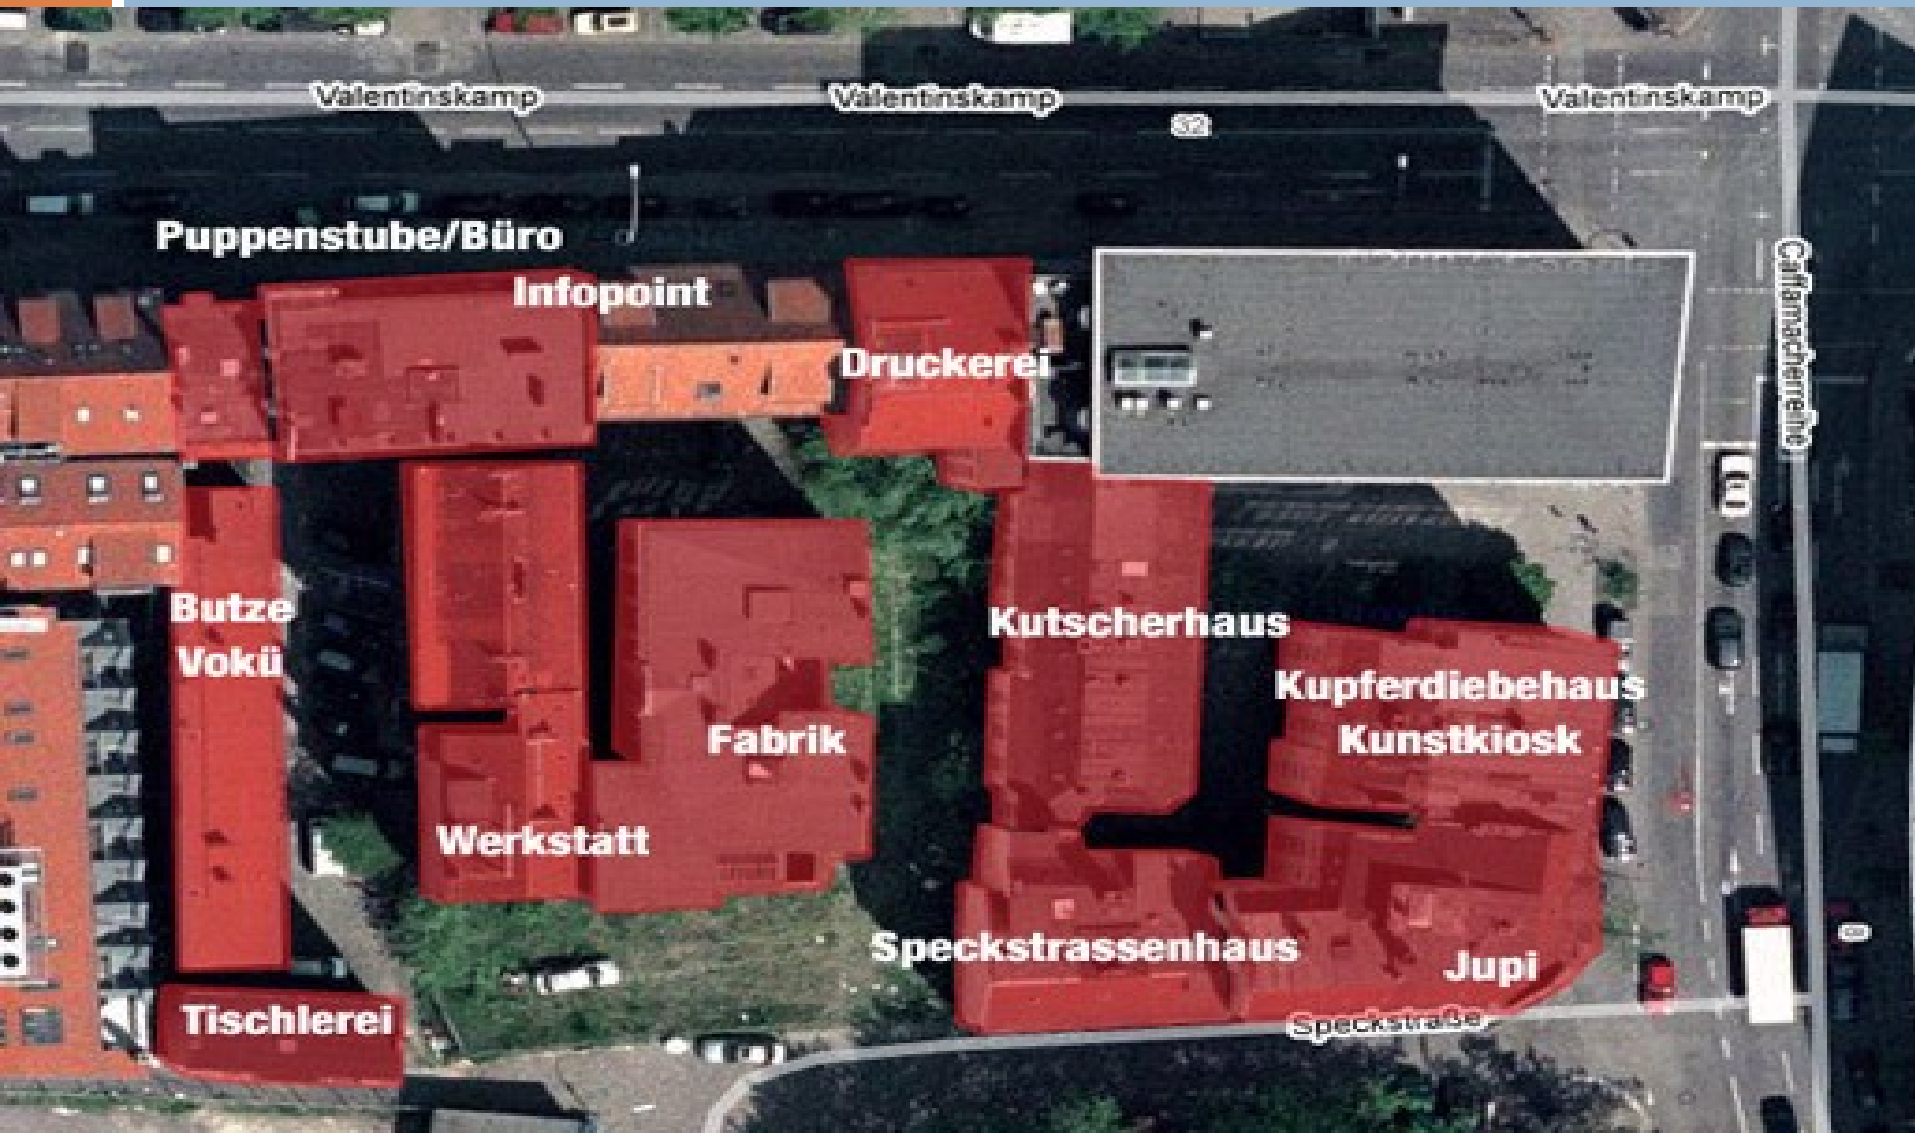 Valentinskamp
Valentinskamp
Valentinskamp
32
Puppenstube/Büro
Infopoint
Druckerei
Caffamacherreihe
Butze
Vokü
Kutscherhaus
Kupferdiebehaus
Kunstkiosk
Fabrik
Werkstatt
Speckstrassenhaus
Jupi
Tischlerei
Speckstraße